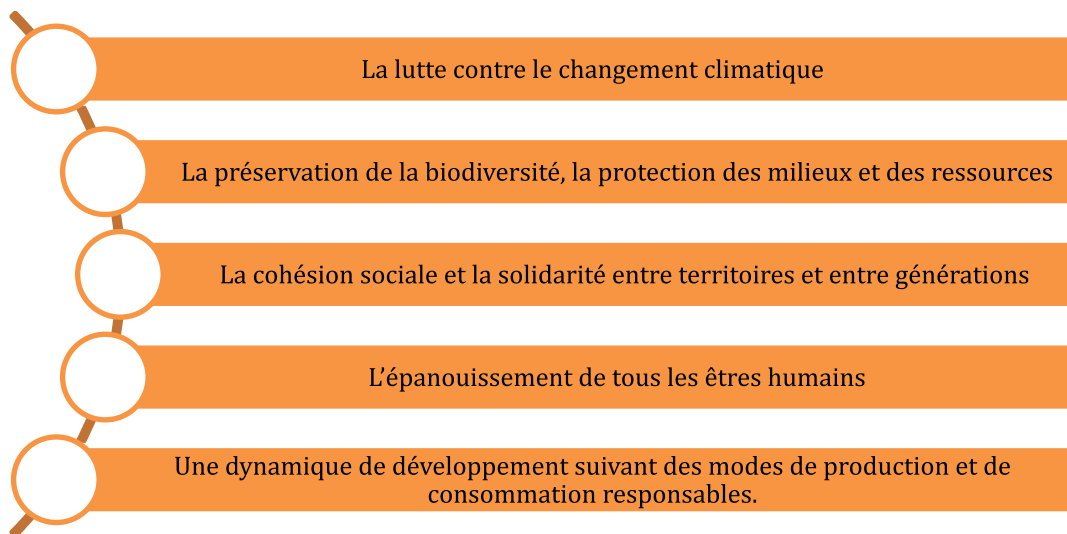 La lutte contre le changement climatique
La préservation de la biodiversité, la protection des milieux et des ressources
La cohésion sociale et la solidarité entre territoires et entre générations
L’épanouissement de tous les êtres humains
Une dynamique de développement suivant des modes de production et de
consommation responsables.